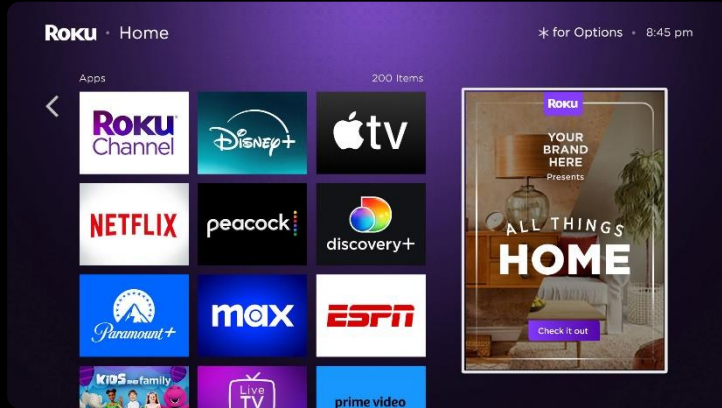 Roku • Home
* for Options • 8:45 pm
Apps
200 Items
Roku
Channel
Disney+
tv
NETFLIX
peacock
discovery+
Paramount+
max
ESPN
KIDS and family
Live
TV
prime video
Roku
YOUR
BRAND
HERE
Presents
ALL THINGS
HOME
Check it out